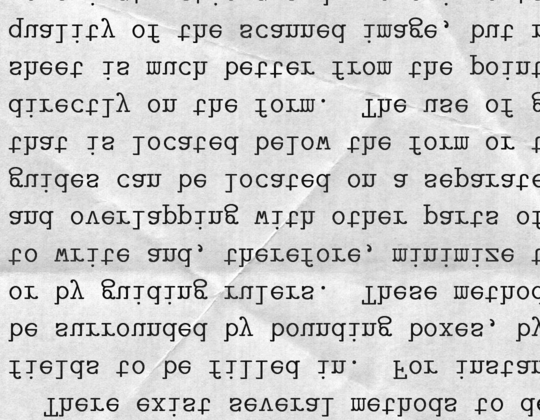 There exist several methods to de
fields to be filled in. For instan
be surrounded by bounding boxes, by
or by guiding rulers. These method
to write and, therefore, minimize t
and overlapping with other parts of
guides can be located on a separate
that is located below the form or t
directly on the form. The use of g
sheet is much better from the point
quality of the scanned image, but r